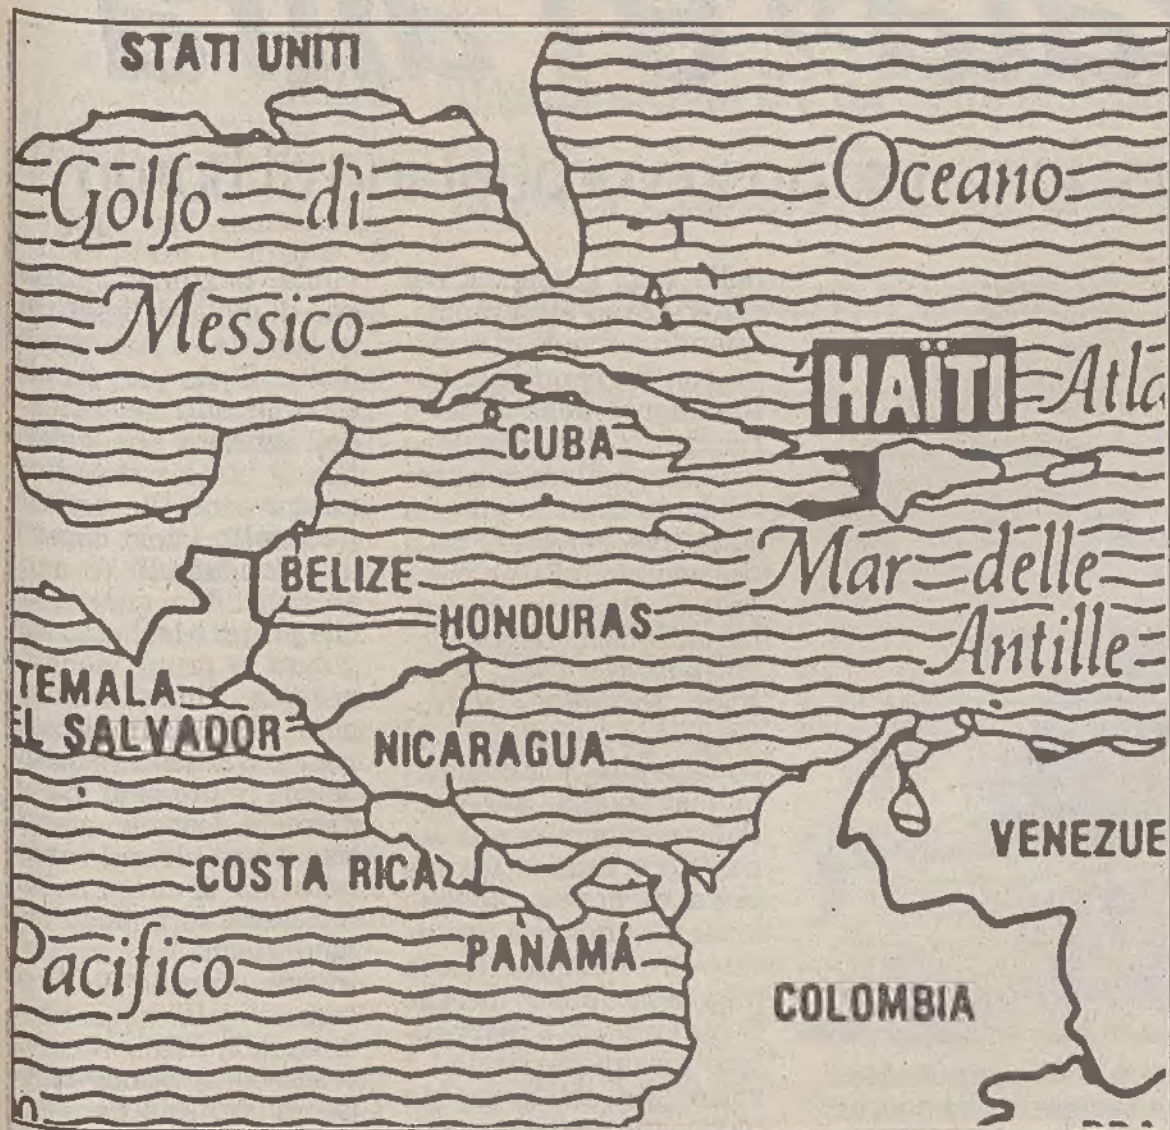 STATI UNITI
Golfo di
Messico
Oceano
HAÏTI
Atla
CUBA
BELIZE
HONDURAS
Mar delle
Antille
TEMALA
EL SALVADOR
NICARAGUA
COSTA RICA
VENEZUE
Pacifico
PANAMÁ
COLOMBIA